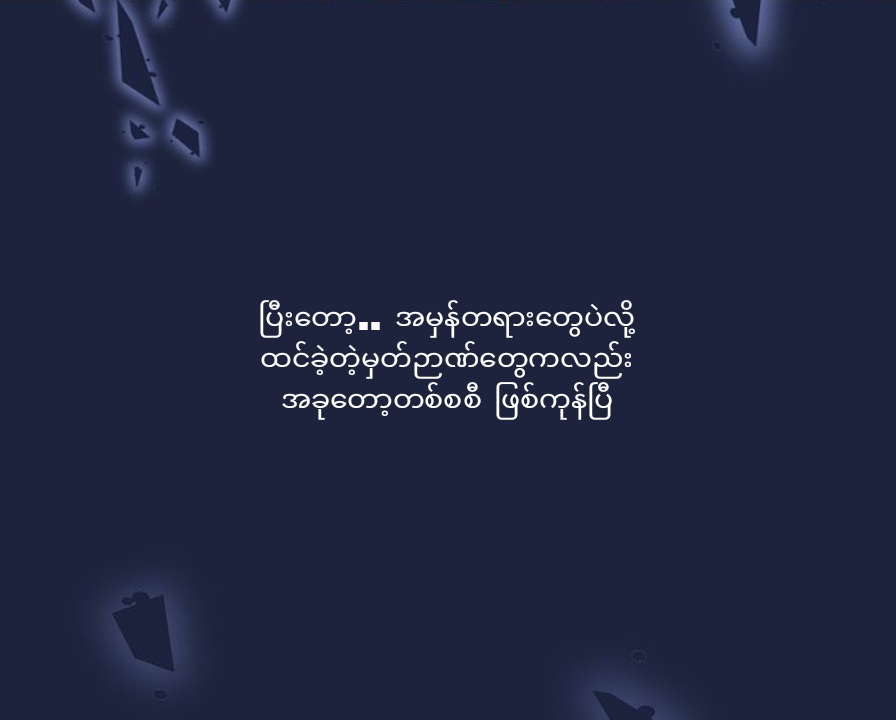 ပြီးတော့.. အမှန်တရားတွေပဲလို့
ထင်ခဲ့တဲ့မှတ်ဉာဏ်တွေကလည်း
အခုတော့တစ်စစီ ဖြစ်ကုန်ပြီ